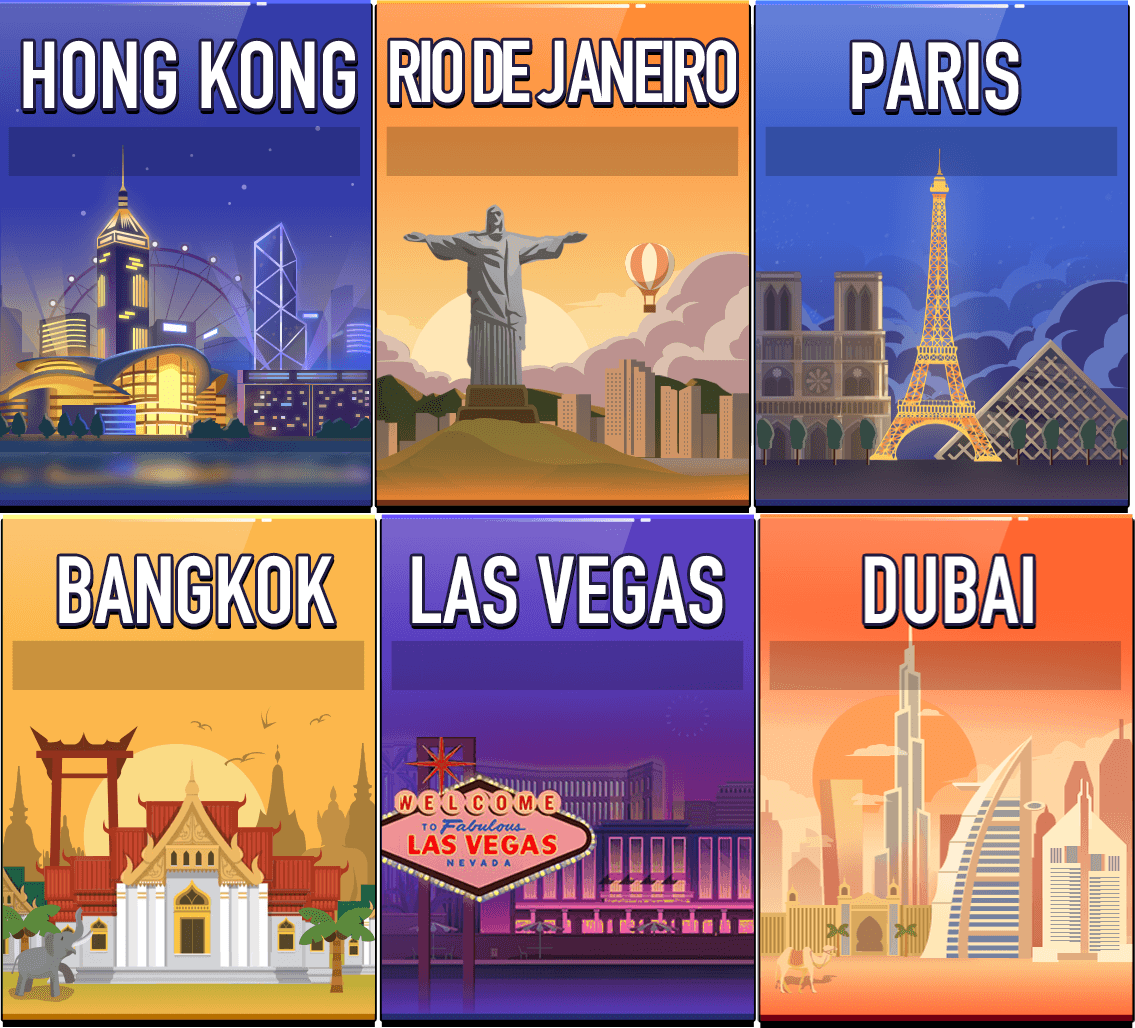 HONG KONG
RIO DE JANEIRO
PARIS
BANGKOK
LAS VEGAS
WELCOME
TO Fabulous
LAS VEGAS
NEVADA
DUBAI